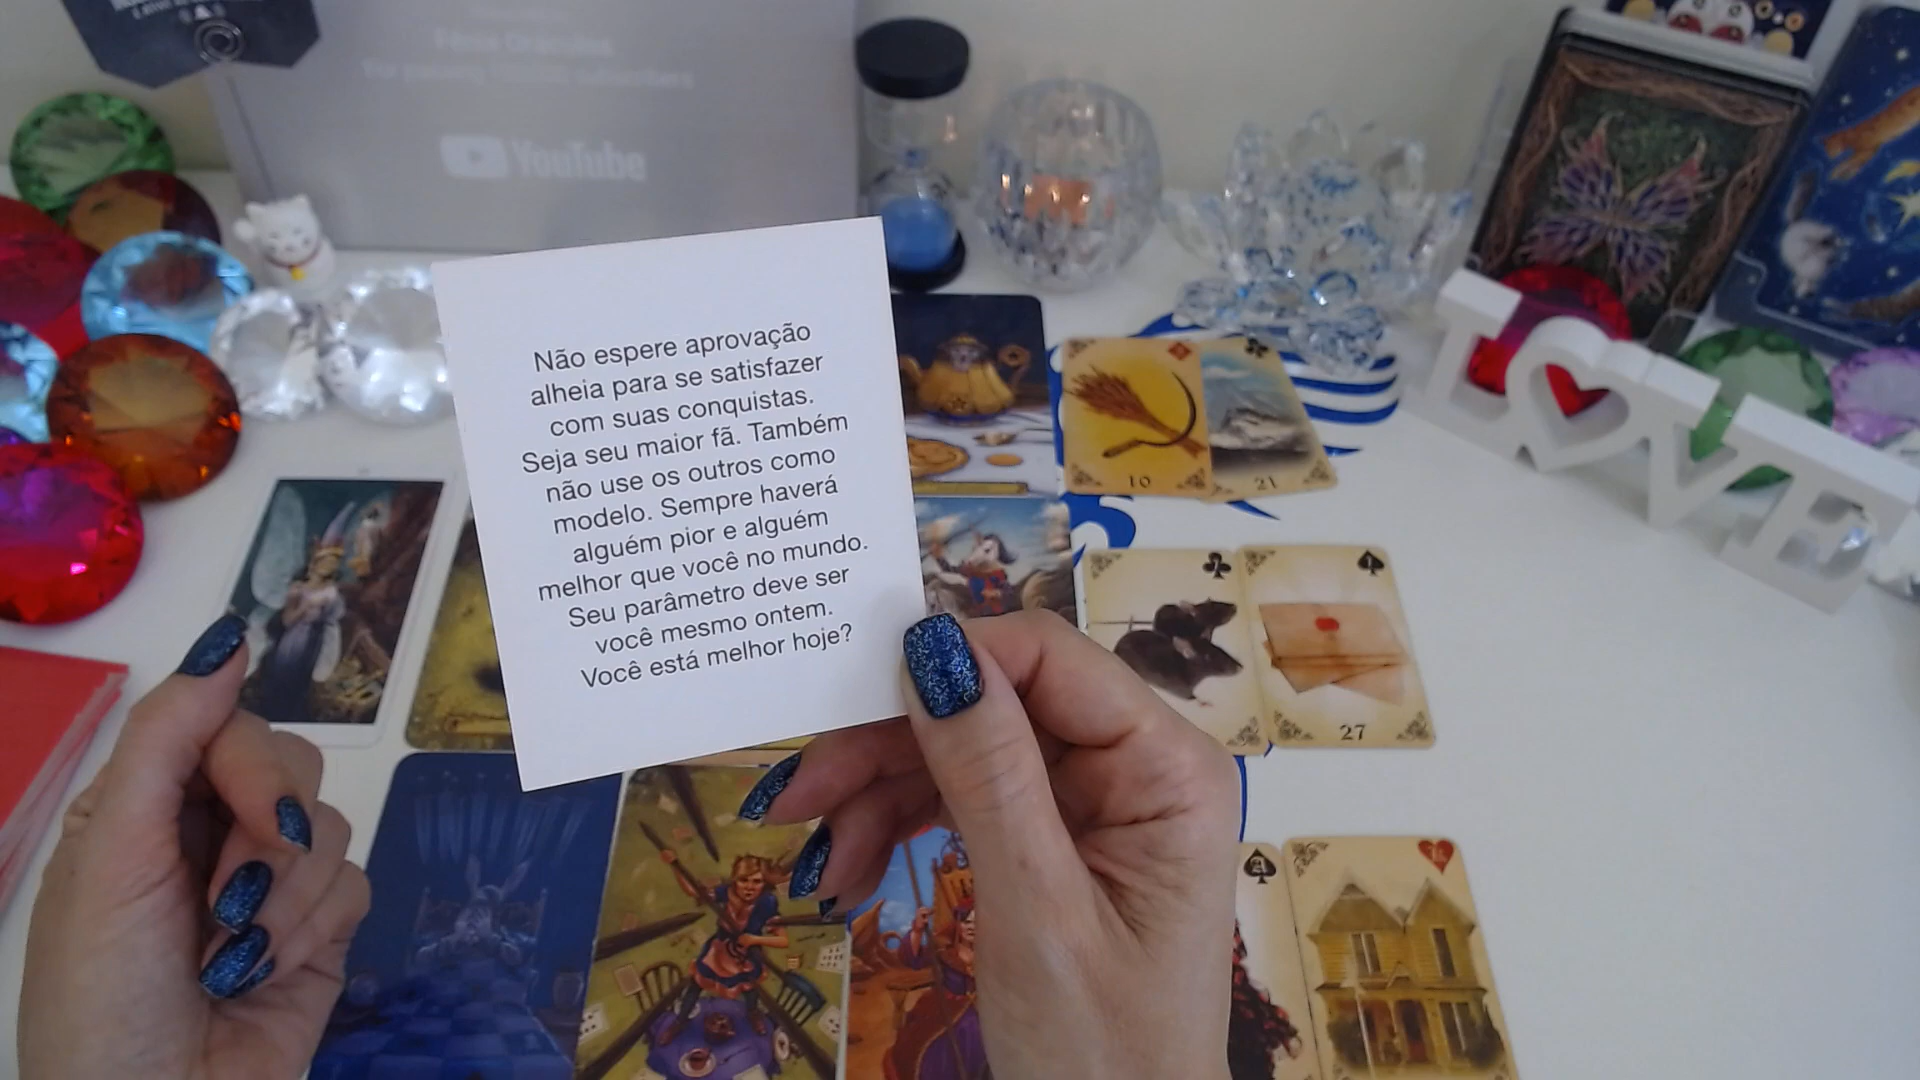 YouTube
Não espere aprovação
alheia para se satisfazer
com suas conquistas.
Seja seu maior fã. Também
não use os outros como
modelo. Sempre haverá
alguém pior e alguém
melhor que você no mundo.
Seu parâmetro deve ser
você mesmo ontem.
Você está melhor hoje?
10
21
27
LOVE